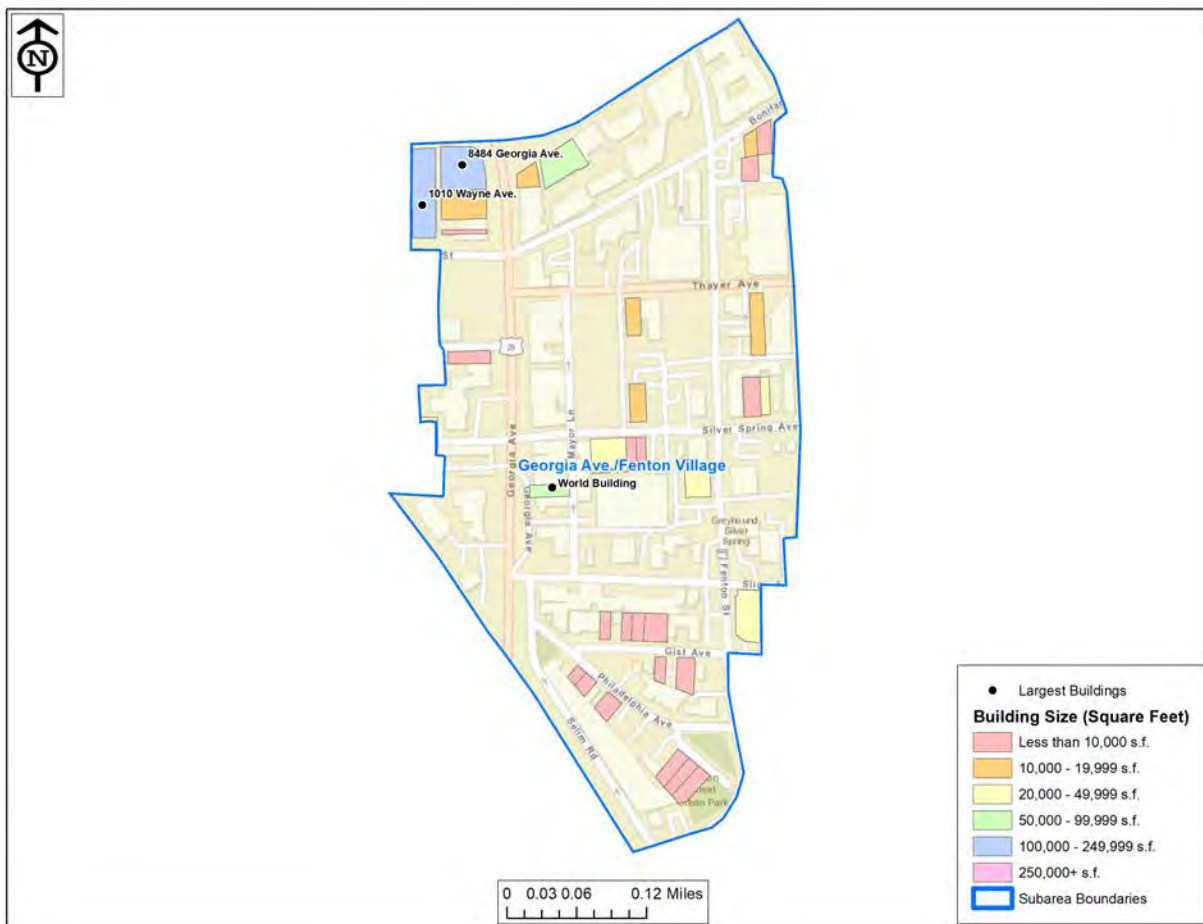 N
8484 Georgia Ave.
1010 Wayne Ave.
Bonifan
St
Thayer Ave
29
Georgia Ave
Mayor Ln
Silver Spring Ave
Georgia Ave./Fenton Village
World Building
Georgia Ave
Greyhound
Silver
Spring
Fenton St
Gist Ave
Philadelphia Ave
Selim Rd
Urban Park
Largest Buildings
Building Size (Square Feet)
Less than 10,000 s.f.
10,000 - 19,999 s.f.
20,000 - 49,999 s.f.
50,000 - 99,999 s.f.
100,000 - 249,999 s.f.
250,000+ s.f.
Subarea Boundaries
0 0.03 0.06 0.12 Miles